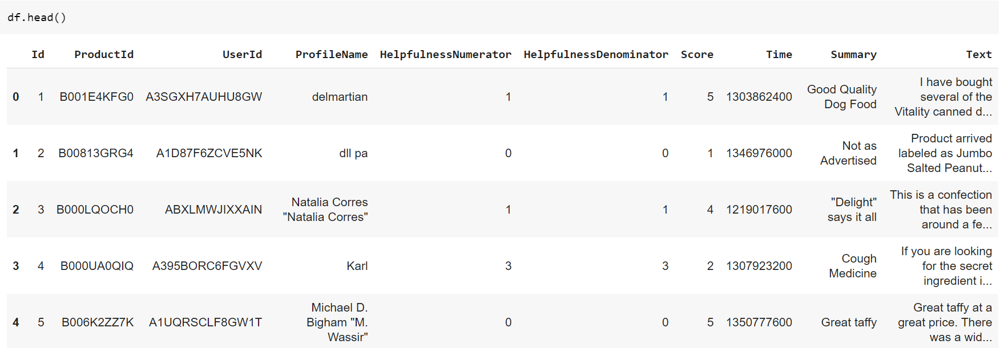 df.head()
Id ProductId UserId ProfileName HelpfulnessNumerator HelpfulnessDenominator Score Time Summary Text
0 1 B001E4KFG0 A3SGXH7AUHU8GW delmartian 1 1 5 1303862400 Good Quality Dog Food I have bought several of the Vitality canned d...
1 2 B00813GRG4 A1D87F6ZCVE5NK dll pa 0 0 1 1346976000 Not as Advertised Product arrived labeled as Jumbo Salted Peanut...
2 3 B000LQOCH0 ABXLMWJIXXAIN Natalia Corres "Natalia Corres" 1 1 4 1219017600 "Delight" says it all This is a confection that has been around a fe...
3 4 B000UA0QIQ A395BORC6FGVXV Karl 3 3 2 1307923200 Cough Medicine If you are looking for the secret ingredient i...
4 5 B006K2ZZ7K A1UQRSCLF8GW1T Michael D. Bigham "M. Wassir" 0 0 5 1350777600 Great taffy Great taffy at a great price. There was a wid...